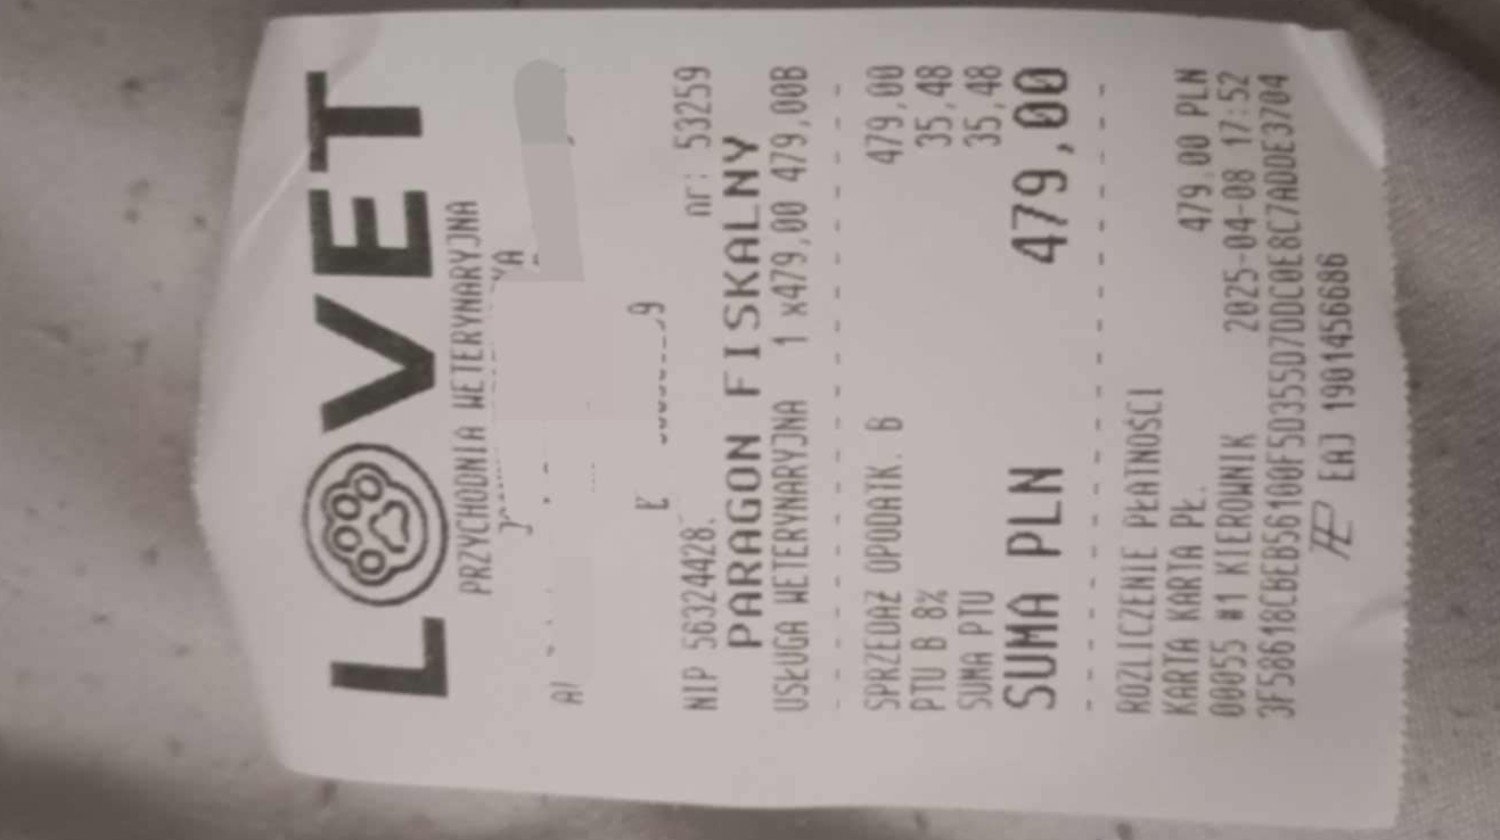 LOVET
PRZYCHODNIA WETERYNARYJNA
nr: 53259
NIP 56324428.
PARAGON FISKALNY
USŁUGA WETERYNARYJNA 1 x479,00 479,00B
SPRZEDAŻ OPODATK. B 479,00
PTU B 8% 35,48
SUMA PTU 35,48
SUMA PLN 479,00
ROZLICZENIE PŁATNOŚCI
KARTA KARTA PŁ. 479.00 PLN
00055 #1 KIEROWNIK 2025-04-08 17:52
3F58618CBEB56100F5D355D7DDC0E8C7ADDE3704
EAJ 1901456686